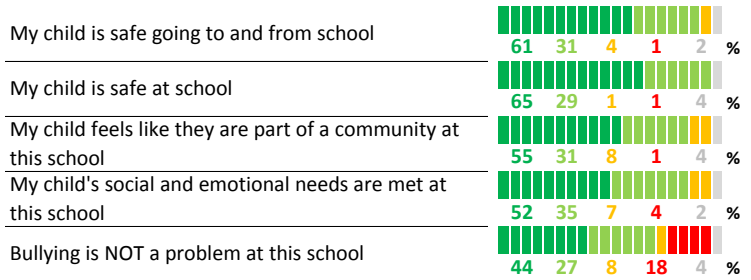 My child is safe going to and from school
61 31 4 1 2 %
My child is safe at school
65 29 1 1 4 %
My child feels like they are part of a community at
this school
55 31 8 1 4 %
My child's social and emotional needs are met at
this school
52 35 7 4 2 %
Bullying is NOT a problem at this school
44 27 8 18 4 %